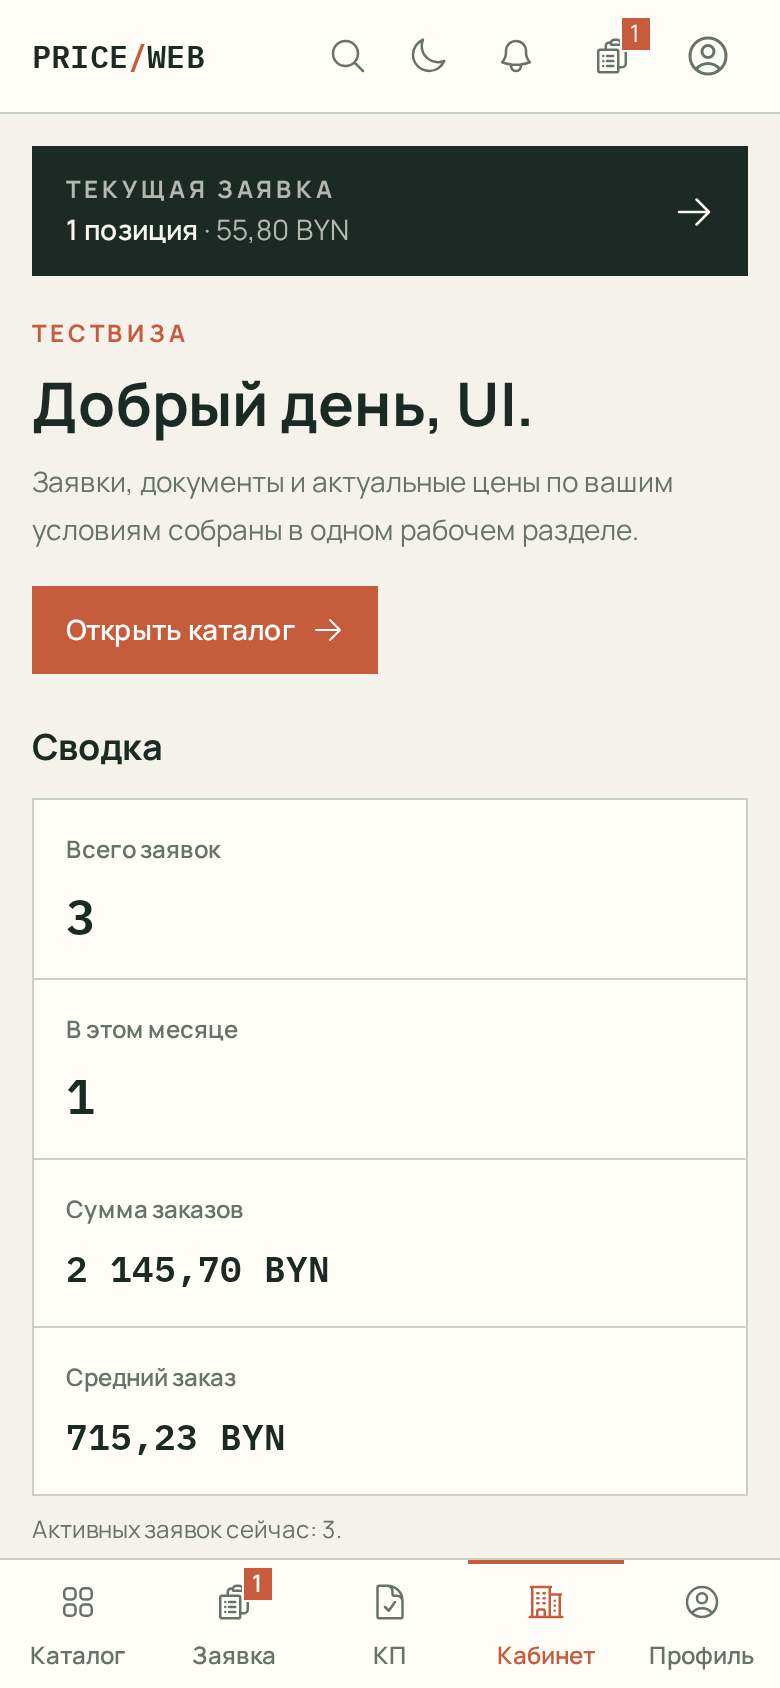 PRICE/WEB
1
ТЕКУЩАЯ ЗАЯВКА
1 позиция · 55,80 BYN
ТЕСТВИЗА
Добрый день, UI.
Заявки, документы и актуальные цены по вашим
условиям собраны в одном рабочем разделе.
Открыть каталог
Сводка
Всего заявок
3
В этом месяце
1
Сумма заказов
2 145,70 BYN
Средний заказ
715,23 BYN
Активных заявок сейчас: 3.
1
Каталог
Заявка
КП
Кабинет
Профиль